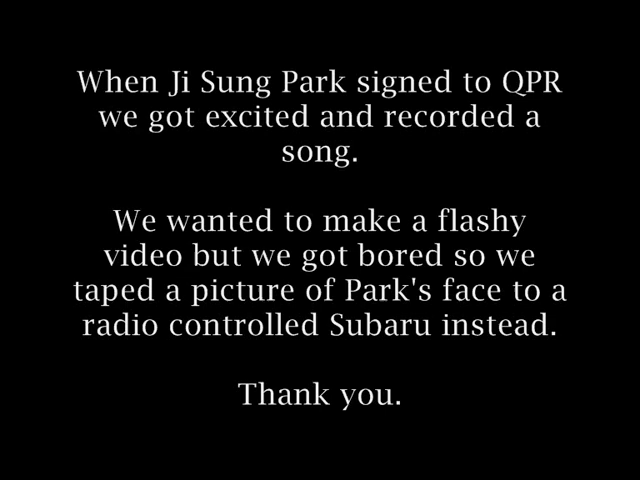 When Ji Sung Park signed to QPR
we got excited and recorded a
song.
We wanted to make a flashy
video but we got bored so we
taped a picture of Park's face to a
radio controlled Subaru instead.
Thank you.